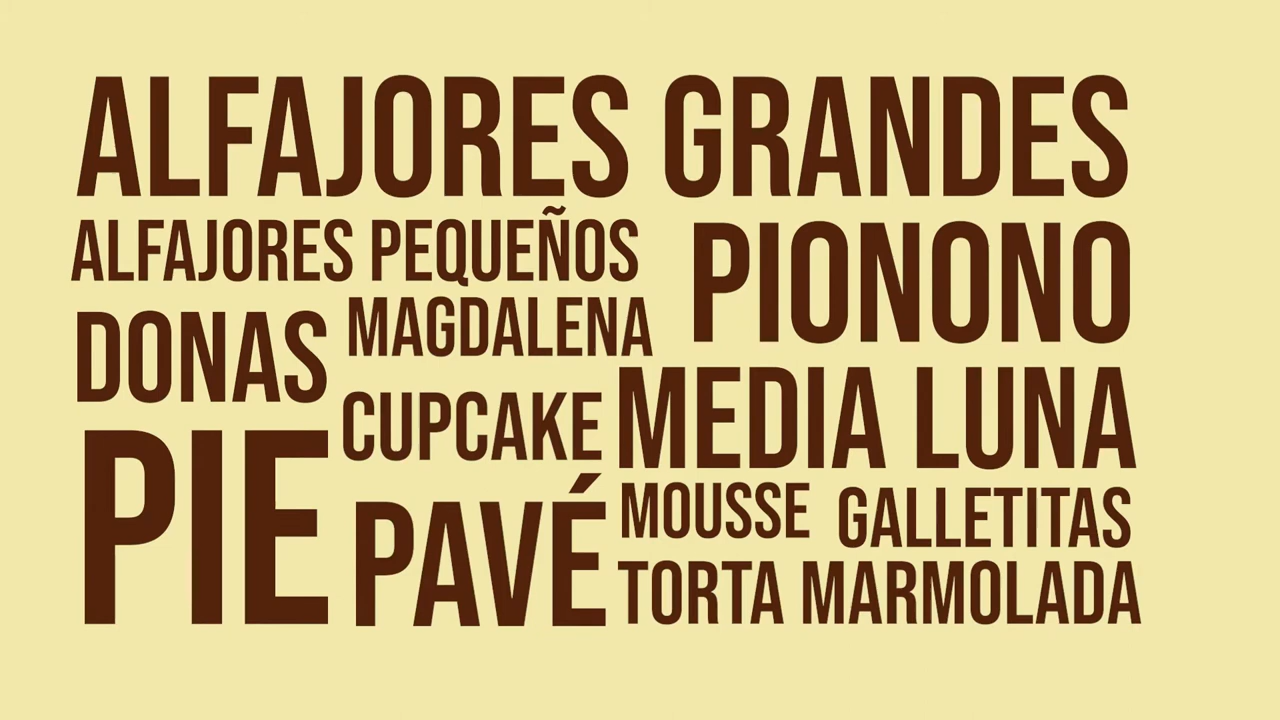 ALFAJORES GRANDES
ALFAJORES PEQUEÑOS
PIONONO
DONAS
MAGDALENA
CUPCAKE
MEDIA LUNA
PIE
PAVÉ
MOUSSE
GALLETITAS
TORTA MARMOLADA